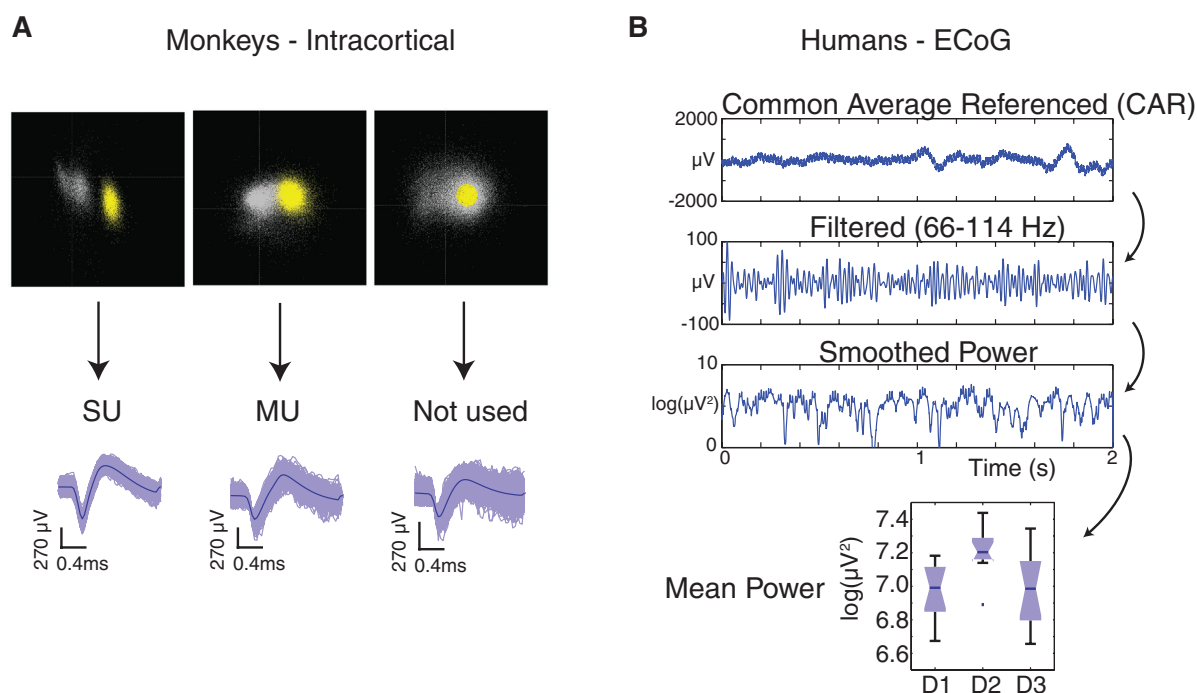 A
Monkeys - Intracortical
SU
MU
Not used
270 µV
0.4ms
270 µV
0.4ms
270 µV
0.4ms
B
Humans - ECoG
Common Average Referenced (CAR)
2000
µV
-2000
Filtered (66-114 Hz)
100
µV
-100
Smoothed Power
10
log(µV²)
0
0
1
Time (s)
2
Mean Power
log(µV²)
7.4
7.2
7.0
6.8
6.6
D1
D2
D3